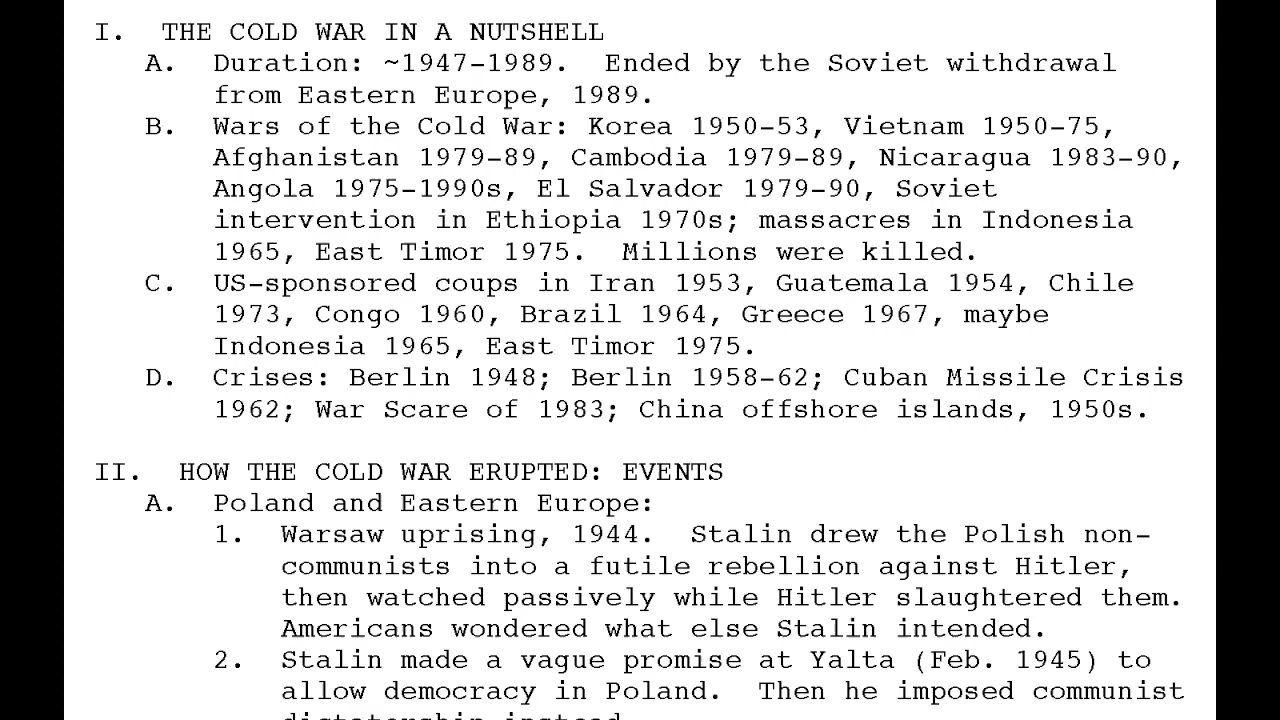 I. THE COLD WAR IN A NUTSHELL
A. Duration: ~1947-1989. Ended by the Soviet withdrawal
from Eastern Europe, 1989.
B. Wars of the Cold War: Korea 1950-53, Vietnam 1950-75,
Afghanistan 1979-89, Cambodia 1979-89, Nicaragua 1983-90,
Angola 1975-1990s, El Salvador 1979-90, Soviet
intervention in Ethiopia 1970s; massacres in Indonesia
1965, East Timor 1975. Millions were killed.
C. US-sponsored coups in Iran 1953, Guatemala 1954, Chile
1973, Congo 1960, Brazil 1964, Greece 1967, maybe
Indonesia 1965, East Timor 1975.
D. Crises: Berlin 1948; Berlin 1958-62; Cuban Missile Crisis
1962; War Scare of 1983; China offshore islands, 1950s.
II. HOW THE COLD WAR ERUPTED: EVENTS
A. Poland and Eastern Europe:
1. Warsaw uprising, 1944. Stalin drew the Polish non-
communists into a futile rebellion against Hitler,
then watched passively while Hitler slaughtered them.
Americans wondered what else Stalin intended.
2. Stalin made a vague promise at Yalta (Feb. 1945) to
allow democracy in Poland. Then he imposed communist
dictatorship instead.